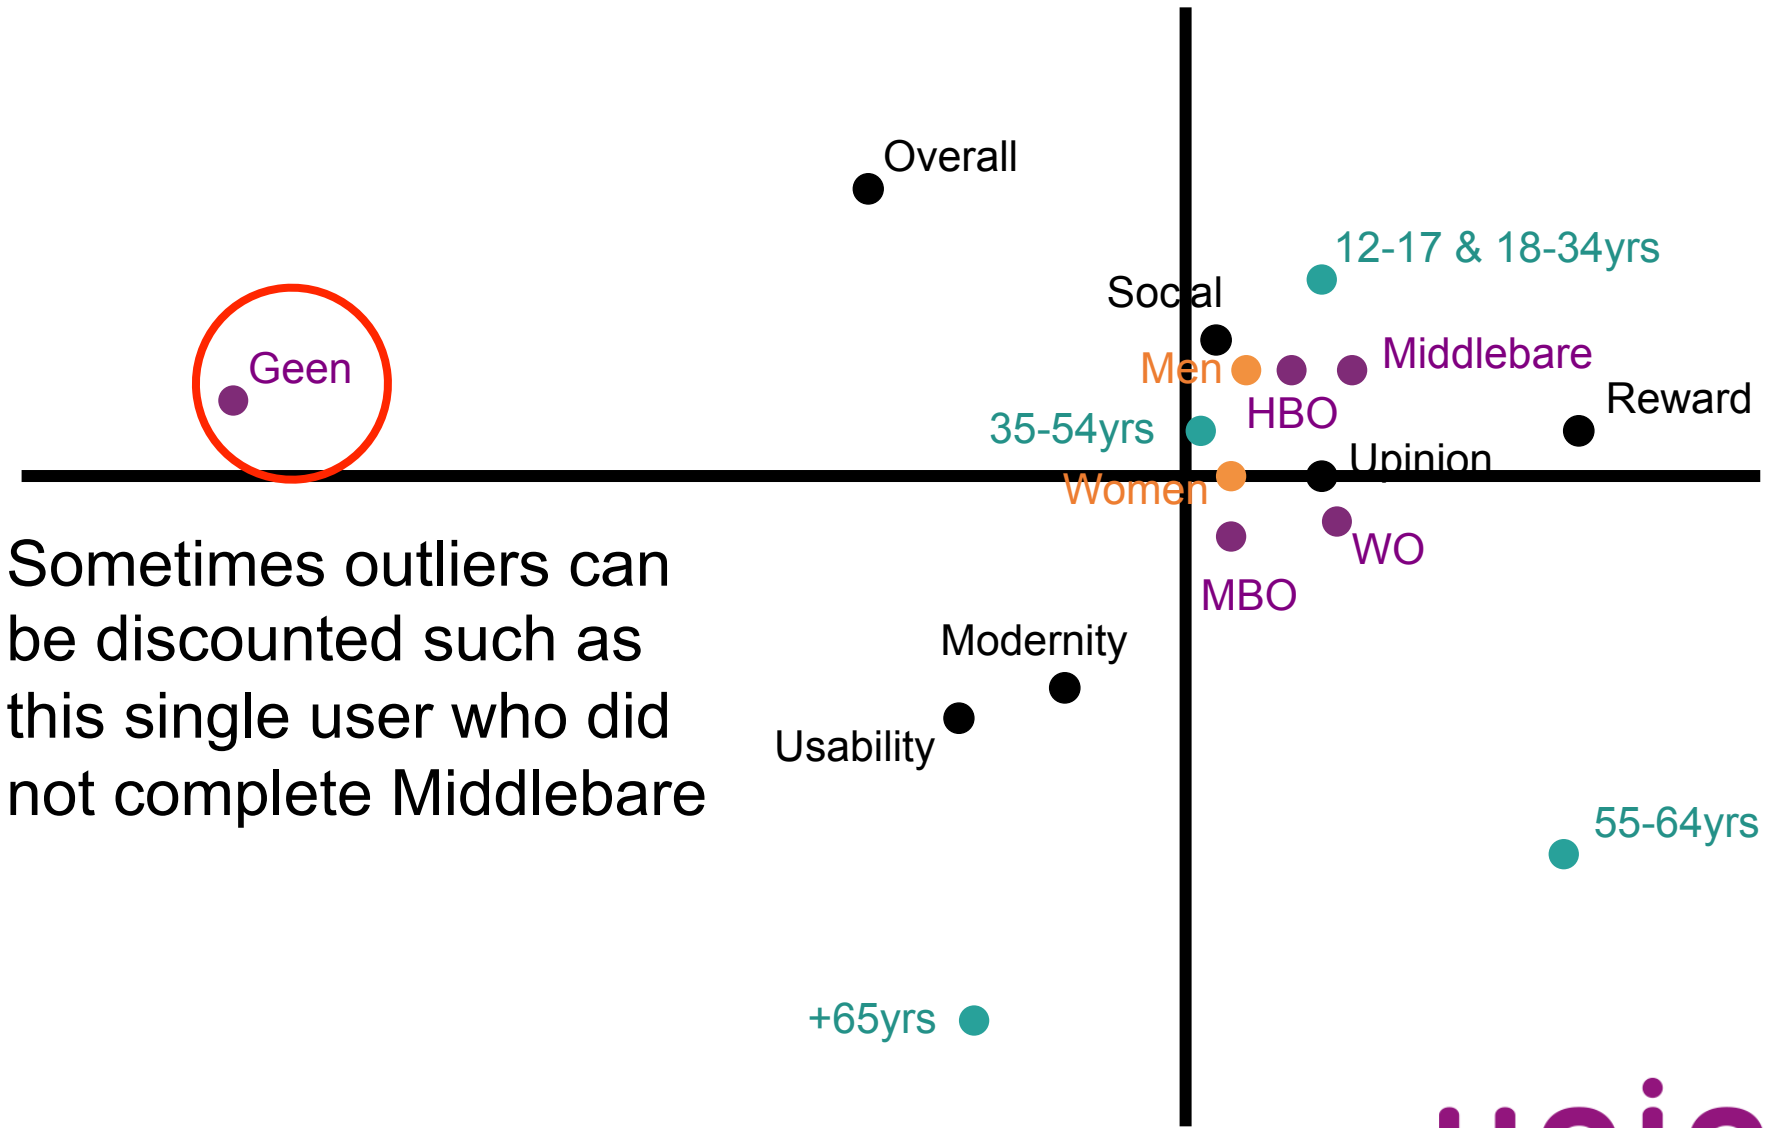 Overall
12-17 & 18-34yrs
Social
Geen
Men
Middlebare
HBO
Reward
35-54yrs
Upinion
Women
WO
MBO
Sometimes outliers can
be discounted such as
this single user who did
not complete Middlebare
Modernity
Usability
55-64yrs
+65yrs